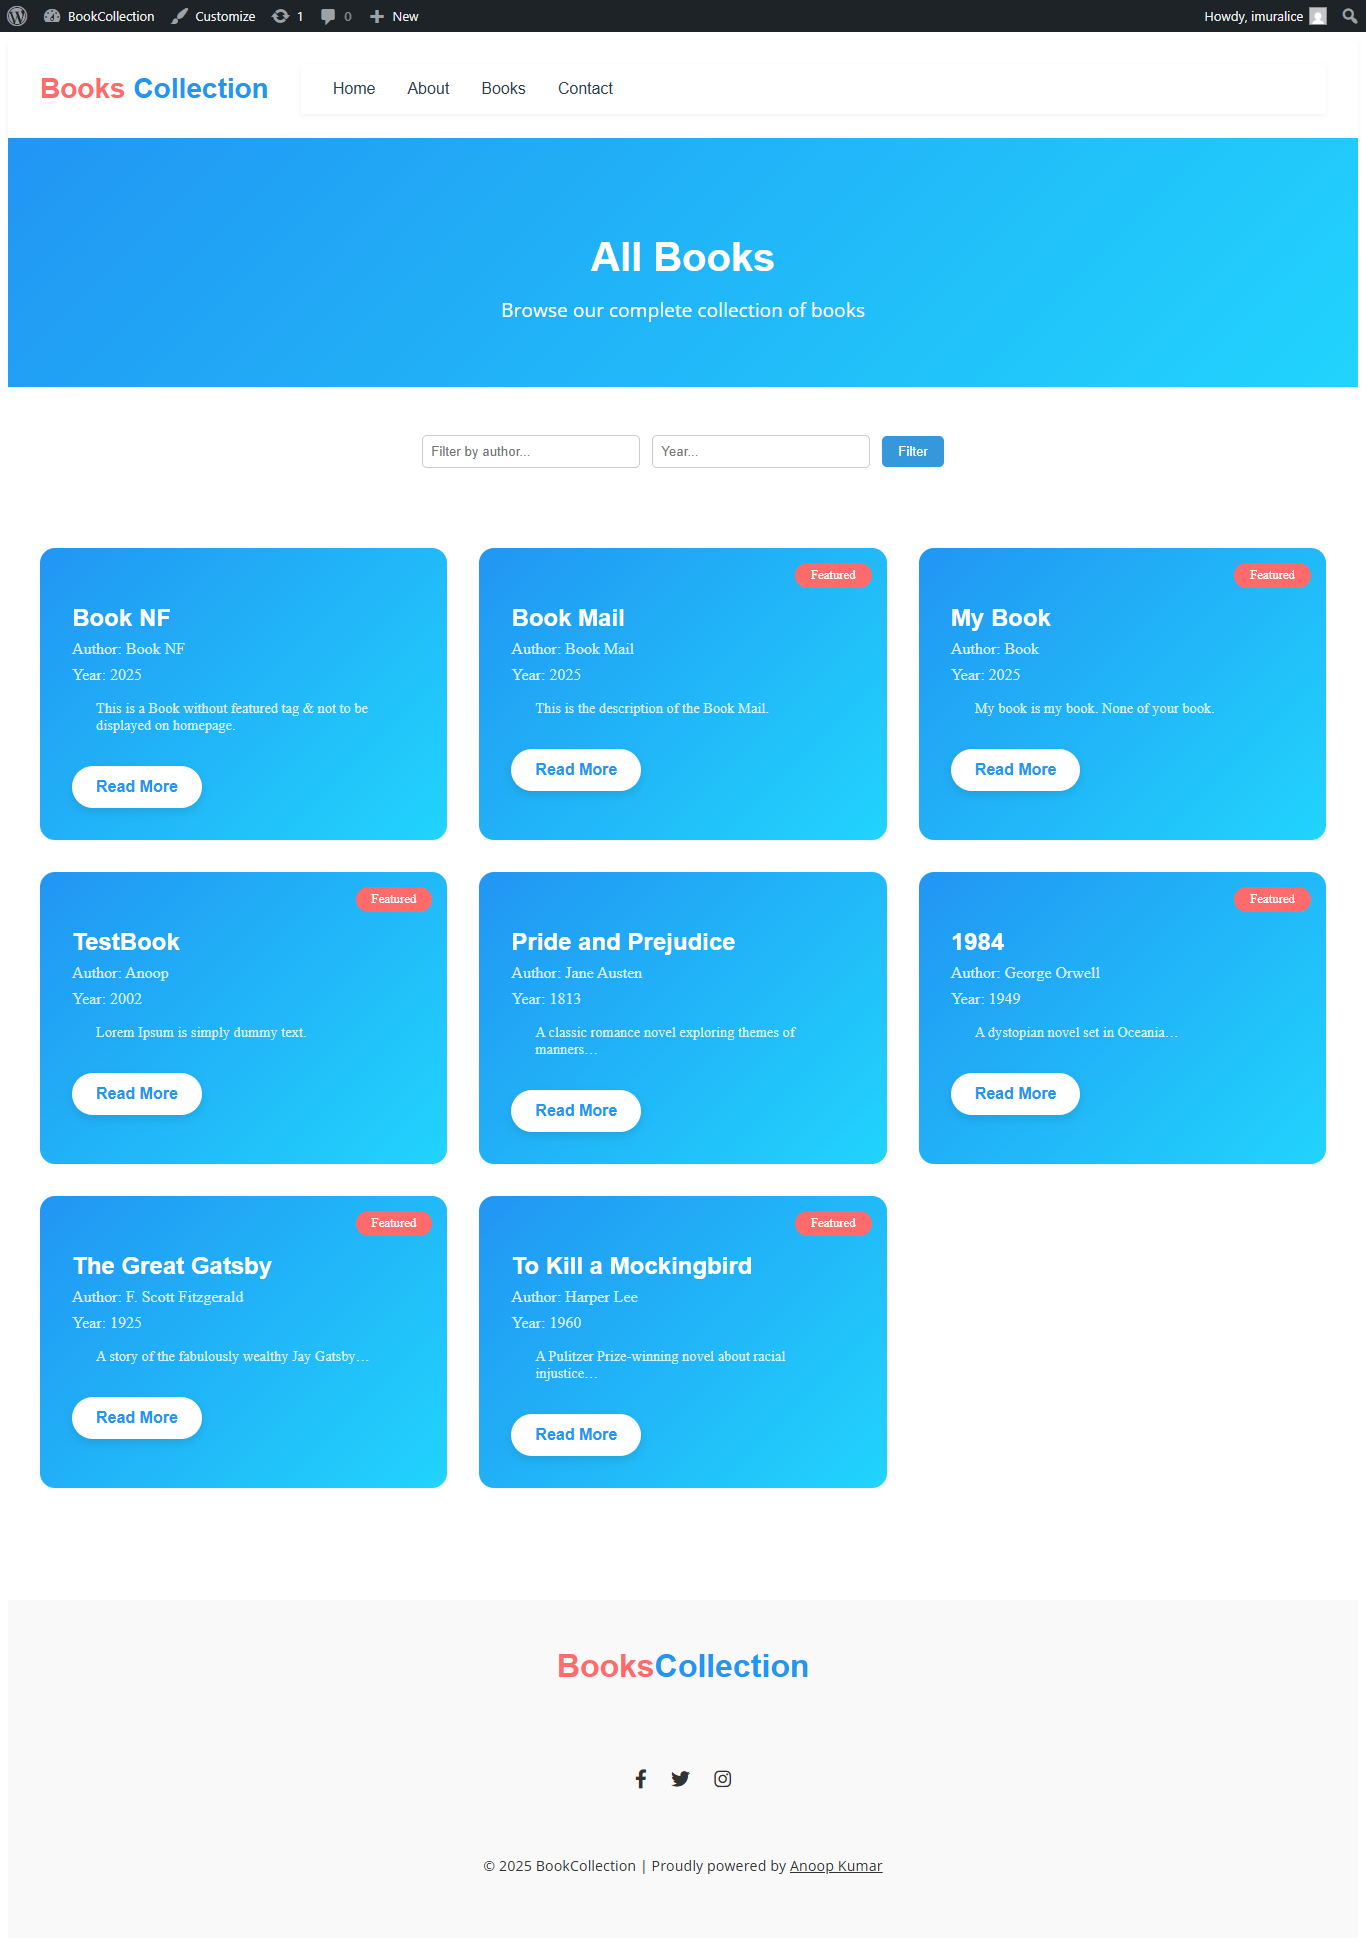 BookCollection Customize 1 0 New Howdy, imuralice
Books Collection Home About Books Contact
All Books
Browse our complete collection of books
Filter by author... Year... Filter
Book NF
Author: Book NF
Year: 2025
This is a Book without featured tag & not to be
displayed on homepage.
Read More
Featured
Book Mail
Author: Book Mail
Year: 2025
This is the description of the Book Mail.
Read More
Featured
My Book
Author: Book
Year: 2025
My book is my book. None of your book.
Read More
Featured
TestBook
Author: Anoop
Year: 2002
Lorem Ipsum is simply dummy text.
Read More
Pride and Prejudice
Author: Jane Austen
Year: 1813
A classic romance novel exploring themes of
manners…
Read More
Featured
1984
Author: George Orwell
Year: 1949
A dystopian novel set in Oceania…
Read More
Featured
The Great Gatsby
Author: F. Scott Fitzgerald
Year: 1925
A story of the fabulously wealthy Jay Gatsby…
Read More
Featured
To Kill a Mockingbird
Author: Harper Lee
Year: 1960
A Pulitzer Prize-winning novel about racial
injustice…
Read More
BooksCollection
© 2025 BookCollection | Proudly powered by Anoop Kumar